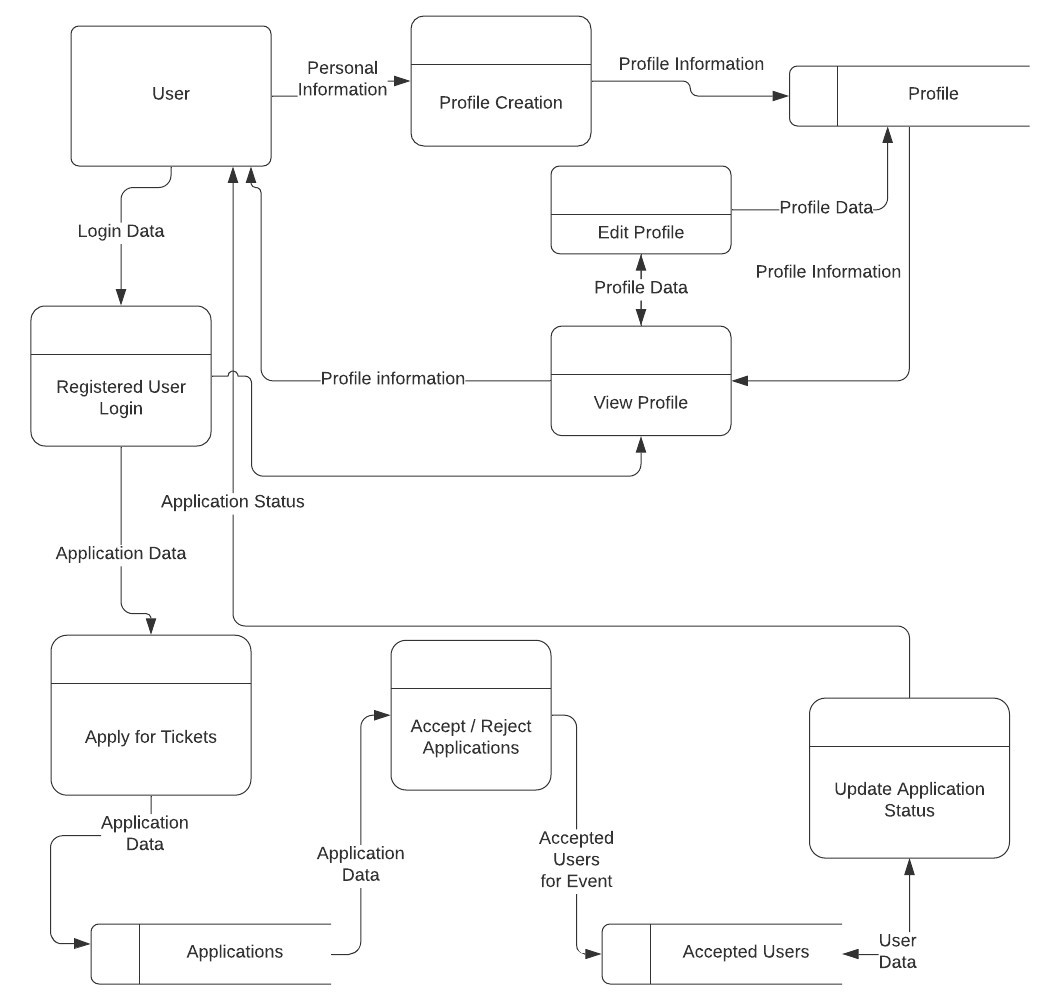 User
Personal
Information
Profile Creation
Profile Information
Profile
Login Data
Edit Profile
Profile Data
Profile Data
Profile Information
Registered User
Login
Profile information
View Profile
Application Status
Application Data
Apply for Tickets
Accept / Reject
Applications
Update Application
Status
Application
Data
Application
Data
Accepted
Users
for Event
Applications
Accepted Users
User
Data